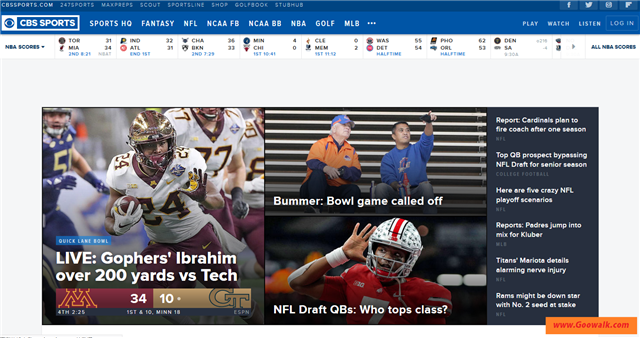 CBSSPORTS.COM 247SPORTS MAXPREPS SCOUT SPORTSLINE SHOP GOLFBOOK STUBHUB
CBS SPORTS SPORTS HQ FANTASY NFL NCAA FB NCAA BB NBA GOLF MLB ••• PLAY WATCH LISTEN LOG IN
NBA SCORES
TOR 31
MIA 34
2ND 8:21 NBAT
IND 32
ATL 31
END 1ST
CHA 36
BKN 33
2ND 7:29
MIN 4
CHI 0
1ST 10:41
CLE 0
MEM 2
1ST 11:12
WAS 55
DET 54
HALFTIME
PHO 62
ORL 53
HALFTIME
DEN
SA
ALL NBA SCORES
24
QUICK LANE BOWL
LIVE: Gophers' Ibrahim
over 200 yards vs Tech
M 34 10 GT
4TH 2:25 1ST & 10, MINN 18 ESPN
Bummer: Bowl game called off
NFL Draft QBs: Who tops class?
Report: Cardinals plan to
fire coach after one season
NFL
Top QB prospect bypassing
NFL Draft for senior season
COLLEGE FOOTBALL
Here are five crazy NFL
playoff scenarios
NFL
Reports: Padres jump into
mix for Kluber
MLB
Titans' Mariota details
alarming nerve injury
NFL
Rams might be down star
with No. 2 seed at stake
NFL
www.Goowalk.com